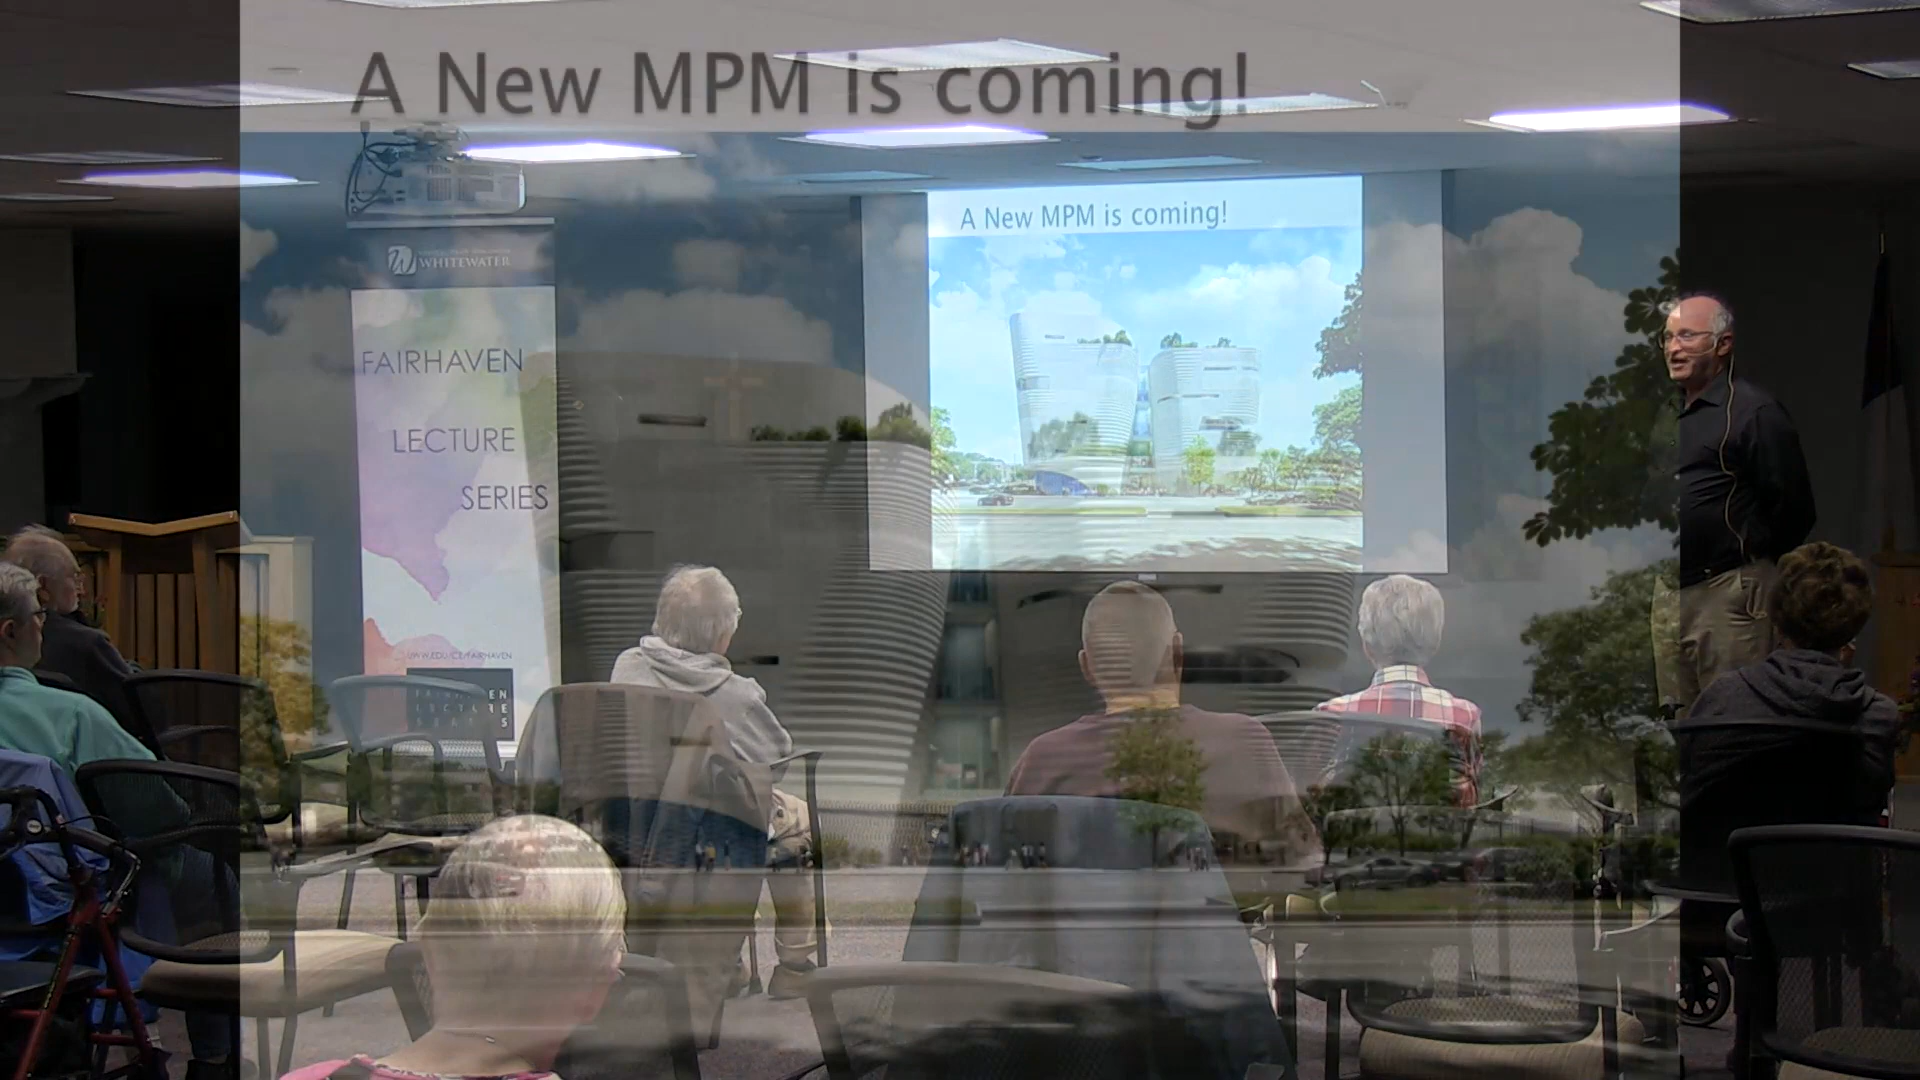 A New MPM is coming!
A New MPM is coming!
WHITEWATER
FAIRHAVEN
LECTURE
SERIES